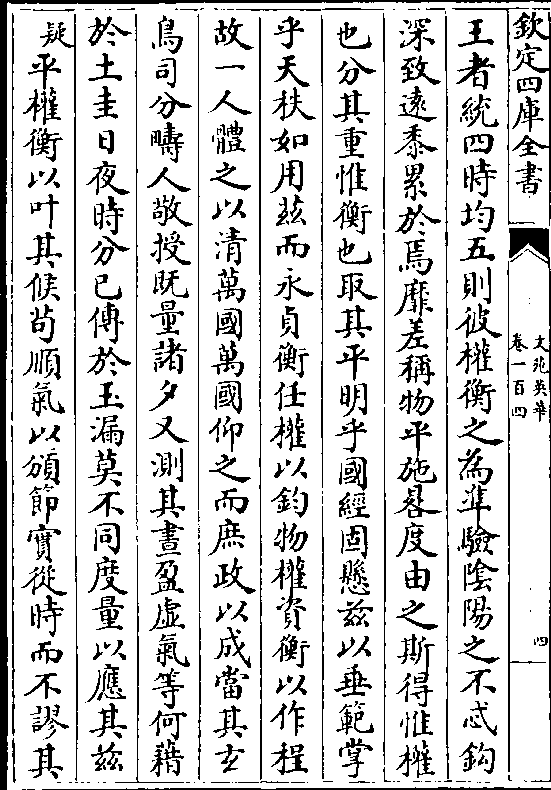 欽定四庫全書
文苑英華
卷一百四
四
王者統四時均五則彼權衡之為準驗陰陽之不忒鈎
深致遠黍累於焉靡差稱物平施晷度由之斯得惟權
也分其重惟衡也取其平明乎國經固懸兹以垂範掌
乎天秩如用兹而永貞衡任權以鈞物權資衡以作程
故一人體之以清萬國萬國仰之而庶政以成當其玄
鳥司分疇人敬授既量諸夕又測其晝盈虚氣等何藉
於土圭日夜時分已傳於玉漏莫不同度量以應其兹
疑平權衡以叶其候苟順氣以頒節實從時而不謬其